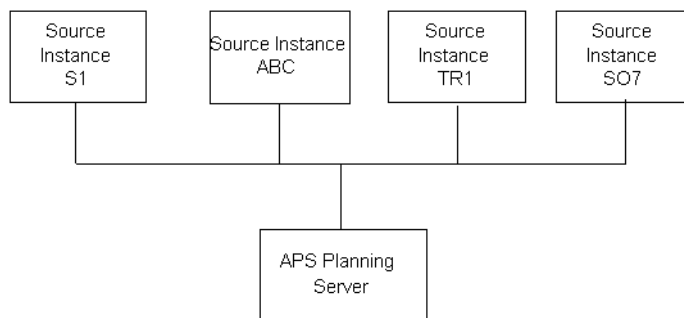 Source
Instance
S1
Source Instance
ABC
Source
Instance
TR1
Source
Instance
SO7
APS Planning
Server